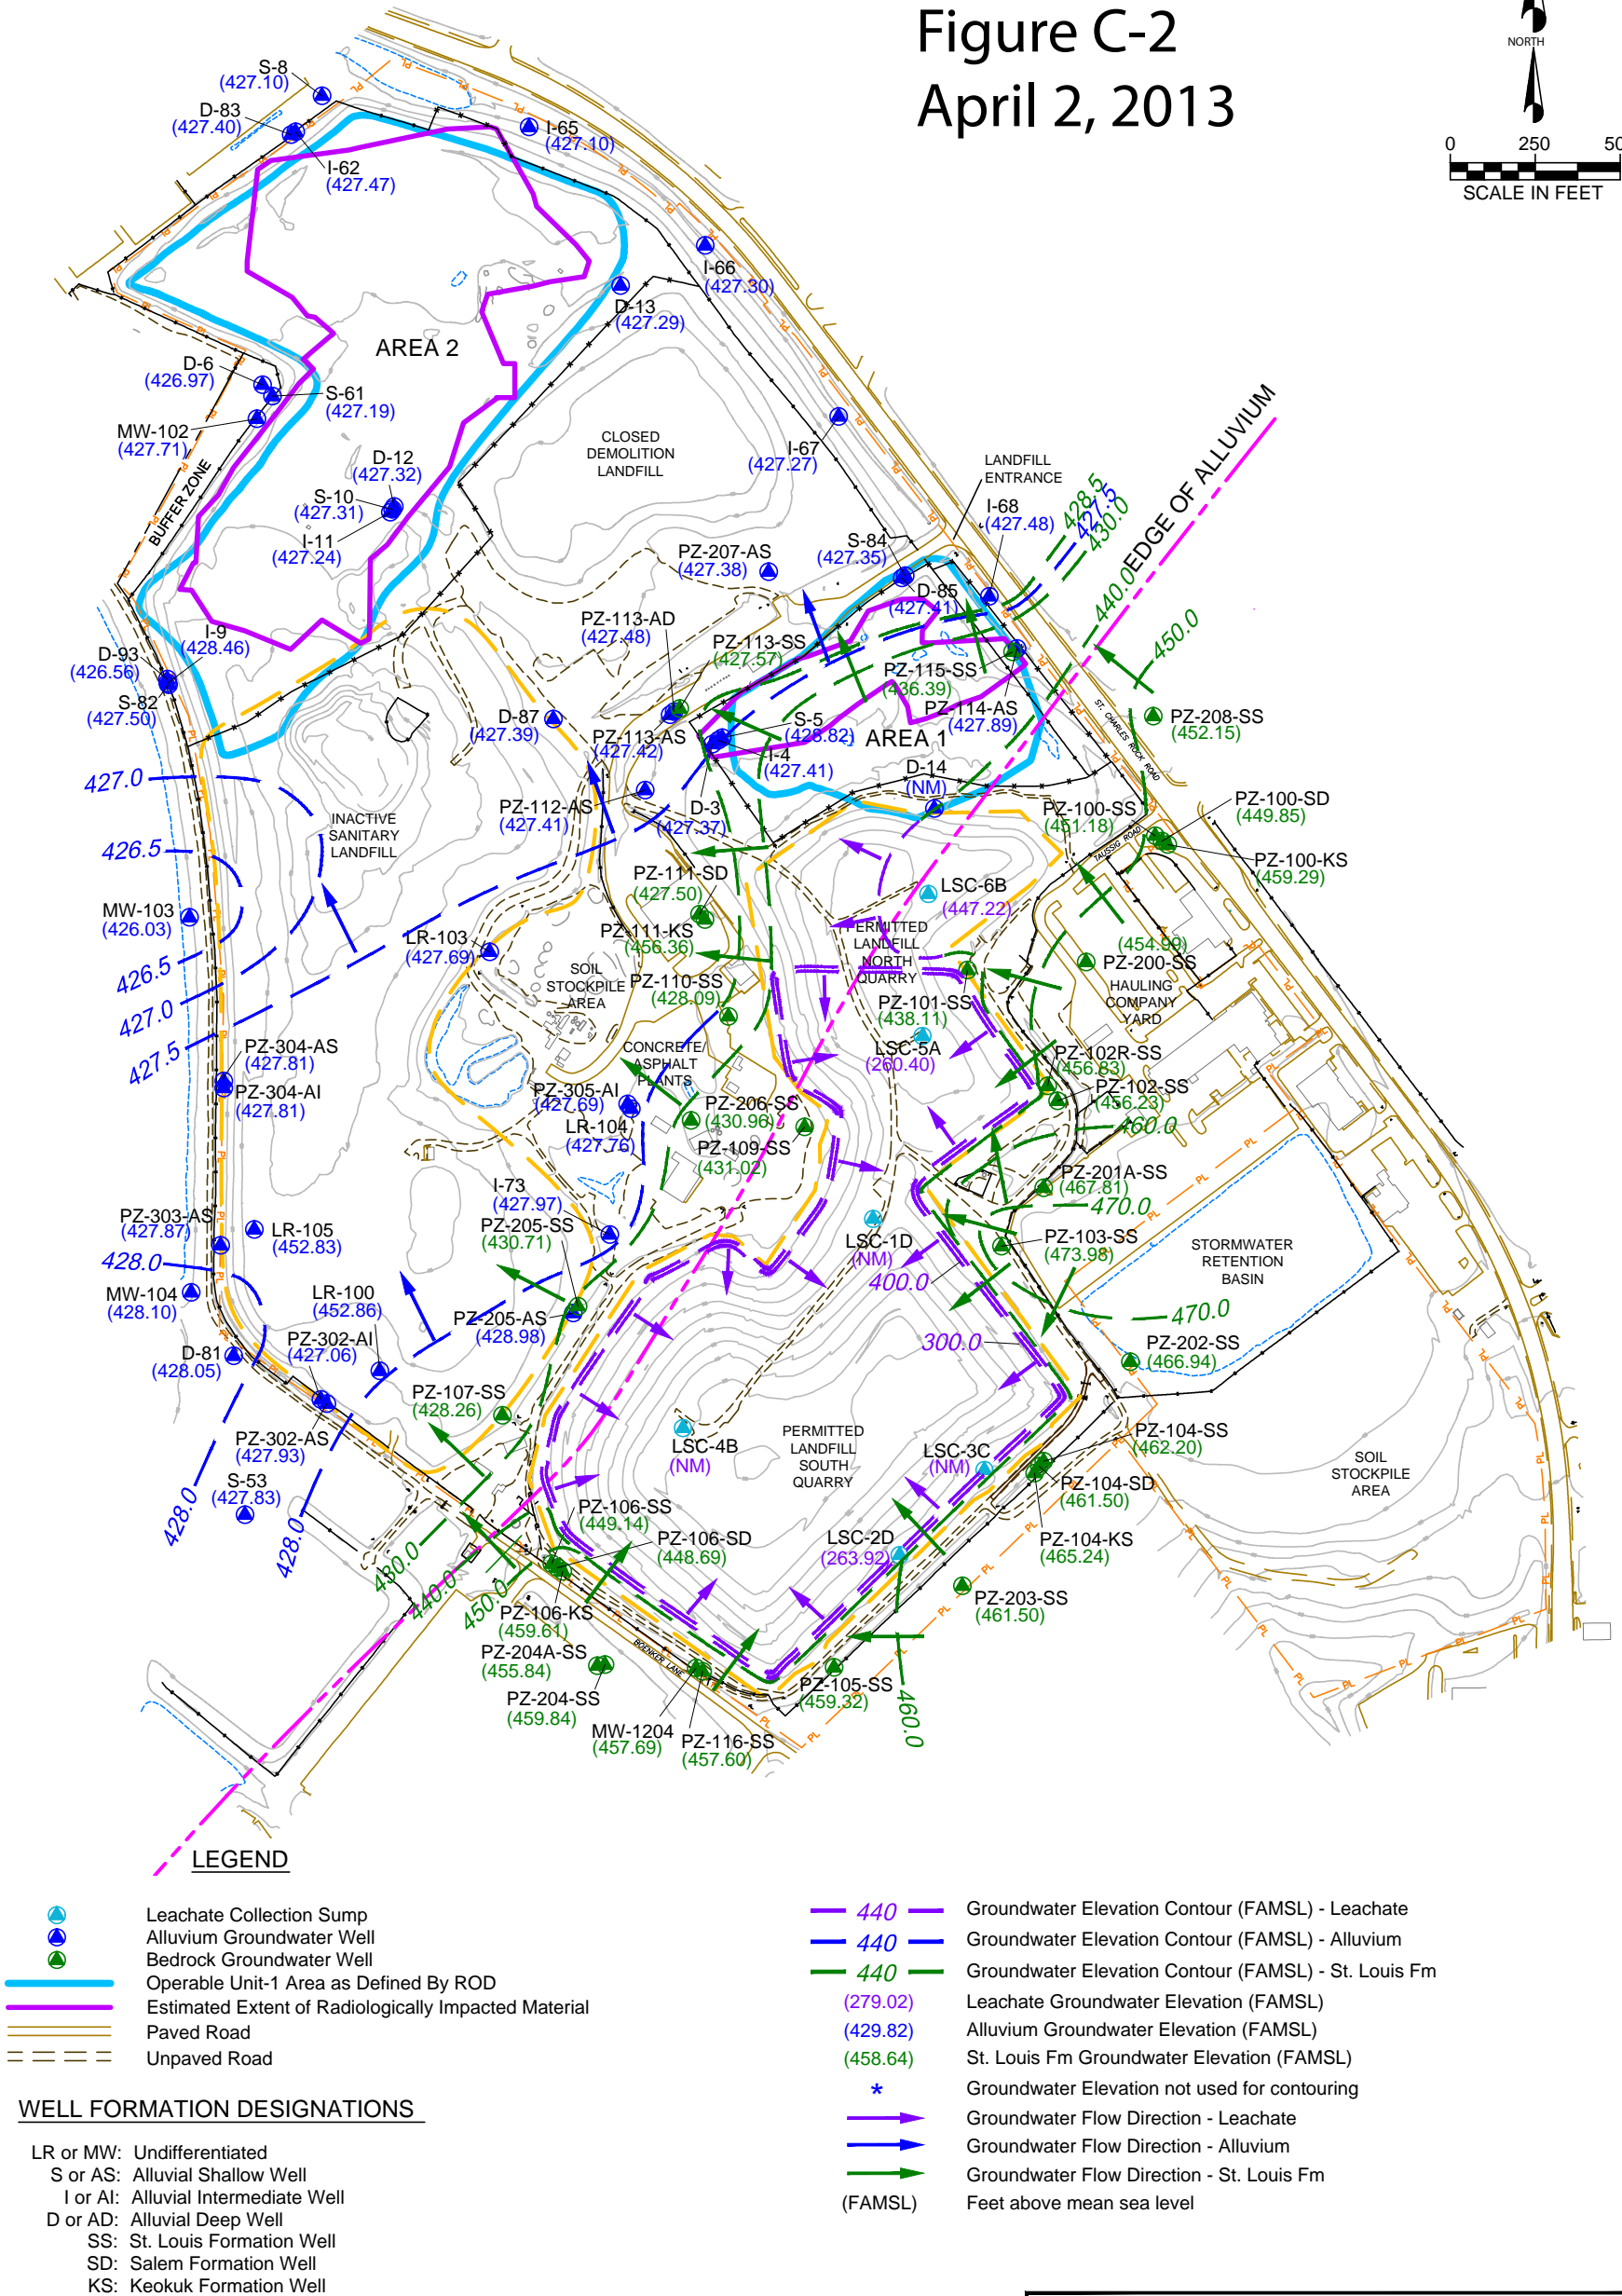 Figure C-2
April 2, 2013
NORTH
0 250
SCALE IN FEET
S-8
(427.10)
D-83
(427.40)
I-62
(427.47)
I-65
(427.10)
I-66
(427.30)
D-13
(427.29)
AREA 2
D-6
(426.97)
S-61
(427.19)
MW-102
(427.71)
BUFFER ZONE
D-12
(427.32)
S-10
(427.31)
I-11
(427.24)
CLOSED
DEMOLITION
LANDFILL
I-67
(427.27)
LANDFILL
ENTRANCE
I-68
(427.48)
428.5
427.5
430.0
440.0
EDGE OF ALLUVIUM
450.0
S-84
(427.35)
D-85
(427.41)
PZ-207-AS
(427.38)
PZ-113-AD
(427.48)
PZ-113-SS
(427.57)
PZ-115-SS
(436.39)
PZ-114-AS
(427.89)
I-9
(428.46)
D-93
(426.56)
S-82
(427.50)
D-87
(427.39)
PZ-113-AS
(427.42)
S-5
(428.82)
I-4
(427.41)
AREA 1
D-14
(NM)
ST. CHARLES ROCK ROAD
PZ-208-SS
(452.15)
427.0
PZ-112-AS
(427.41)
D-3
(427.37)
PZ-100-SS
(451.18)
PZ-100-SD
(449.85)
TAUSSIG ROAD
PZ-100-KS
(459.29)
INACTIVE
SANITARY
LANDFILL
426.5
PZ-111-SD
(427.50)
LSC-6B
(447.22)
MW-103
(426.03)
PZ-111-KS
(456.36)
LR-103
(427.69)
PERMITTED
LANDFILL
NORTH
QUARRY
(454.99)
PZ-200-SS
HAULING
COMPANY
YARD
426.5
SOIL
STOCKPILE
AREA
PZ-110-SS
(428.09)
PZ-101-SS
(438.11)
427.0
427.5
LSC-5A
(260.40)
PZ-304-AS
(427.81)
PZ-304-AI
(427.81)
CONCRETE/
ASPHALT
PLANTS
PZ-305-AI
(427.69)
LR-104
(427.76)
PZ-206-SS
(430.96)
PZ-109-SS
(431.02)
PZ-102R-SS
(456.83)
PZ-102-SS
(456.23)
460.0
I-73
(427.97)
PZ-201A-SS
(467.81)
470.0
PZ-303-AS
(427.87)
LR-105
(452.83)
PZ-205-SS
(430.71)
LSC-1D
(NM)
PZ-103-SS
(473.98)
STORMWATER
RETENTION
BASIN
428.0
400.0
MW-104
(428.10)
LR-100
(452.86)
PZ-205-AS
(428.98)
470.0
300.0
D-81
(428.05)
PZ-302-AI
(427.06)
PZ-202-SS
(466.94)
PZ-107-SS
(428.26)
PZ-302-AS
(427.93)
LSC-4B
(NM)
PERMITTED
LANDFILL
SOUTH
QUARRY
LSC-3C
(NM)
PZ-104-SS
(462.20)
PZ-104-SD
(461.50)
SOIL
STOCKPILE
AREA
S-53
(427.83)
428.0
428.0
PZ-106-SS
(449.14)
PZ-106-SD
(448.69)
LSC-2D
(263.92)
PZ-104-KS
(465.24)
430.0
440.0
450.0
PZ-106-KS
(459.61)
PZ-203-SS
(461.50)
PZ-204A-SS
(455.84)
BOENKER LANE
PZ-204-SS
(459.84)
PZ-105-SS
(459.32)
460.0
MW-1204
(457.69)
PZ-116-SS
(457.60)
LEGEND
Leachate Collection Sump
Alluvium Groundwater Well
Bedrock Groundwater Well
Operable Unit-1 Area as Defined By ROD
Estimated Extent of Radiologically Impacted Material
Paved Road
Unpaved Road
440 Groundwater Elevation Contour (FAMSL) - Leachate
440 Groundwater Elevation Contour (FAMSL) - Alluvium
440 Groundwater Elevation Contour (FAMSL) - St. Louis Fm
(279.02) Leachate Groundwater Elevation (FAMSL)
(429.82) Alluvium Groundwater Elevation (FAMSL)
(458.64) St. Louis Fm Groundwater Elevation (FAMSL)
* Groundwater Elevation not used for contouring
Groundwater Flow Direction - Leachate
Groundwater Flow Direction - Alluvium
Groundwater Flow Direction - St. Louis Fm
(FAMSL) Feet above mean sea level
WELL FORMATION DESIGNATIONS
LR or MW: Undifferentiated
S or AS: Alluvial Shallow Well
I or AI: Alluvial Intermediate Well
D or AD: Alluvial Deep Well
SS: St. Louis Formation Well
SD: Salem Formation Well
KS: Keokuk Formation Well